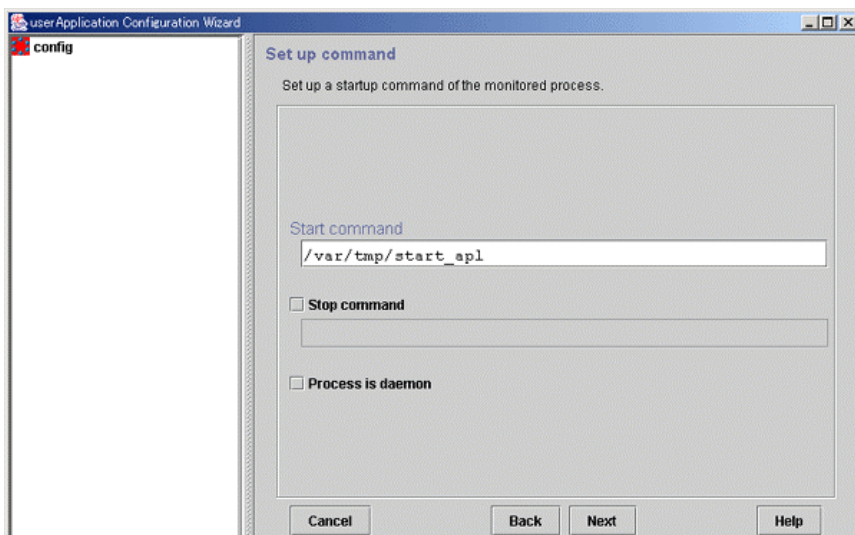 userApplication Configuration Wizard
config
Set up command
Set up a startup command of the monitored process.
Start command
/var/tmp/start_apl
Stop command
Process is daemon
Cancel
Back
Next
Help